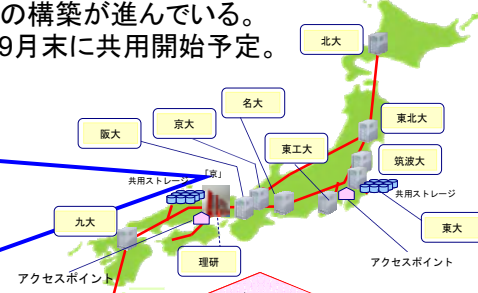 の構築が進んでいる。
9月末に共用開始予定。
北大
名大
京大
阪大
東工大
東北大
筑波大
「京」
共用ストレージ
共用ストレージ
九大
東大
理研
アクセスポイント
アクセスポイント